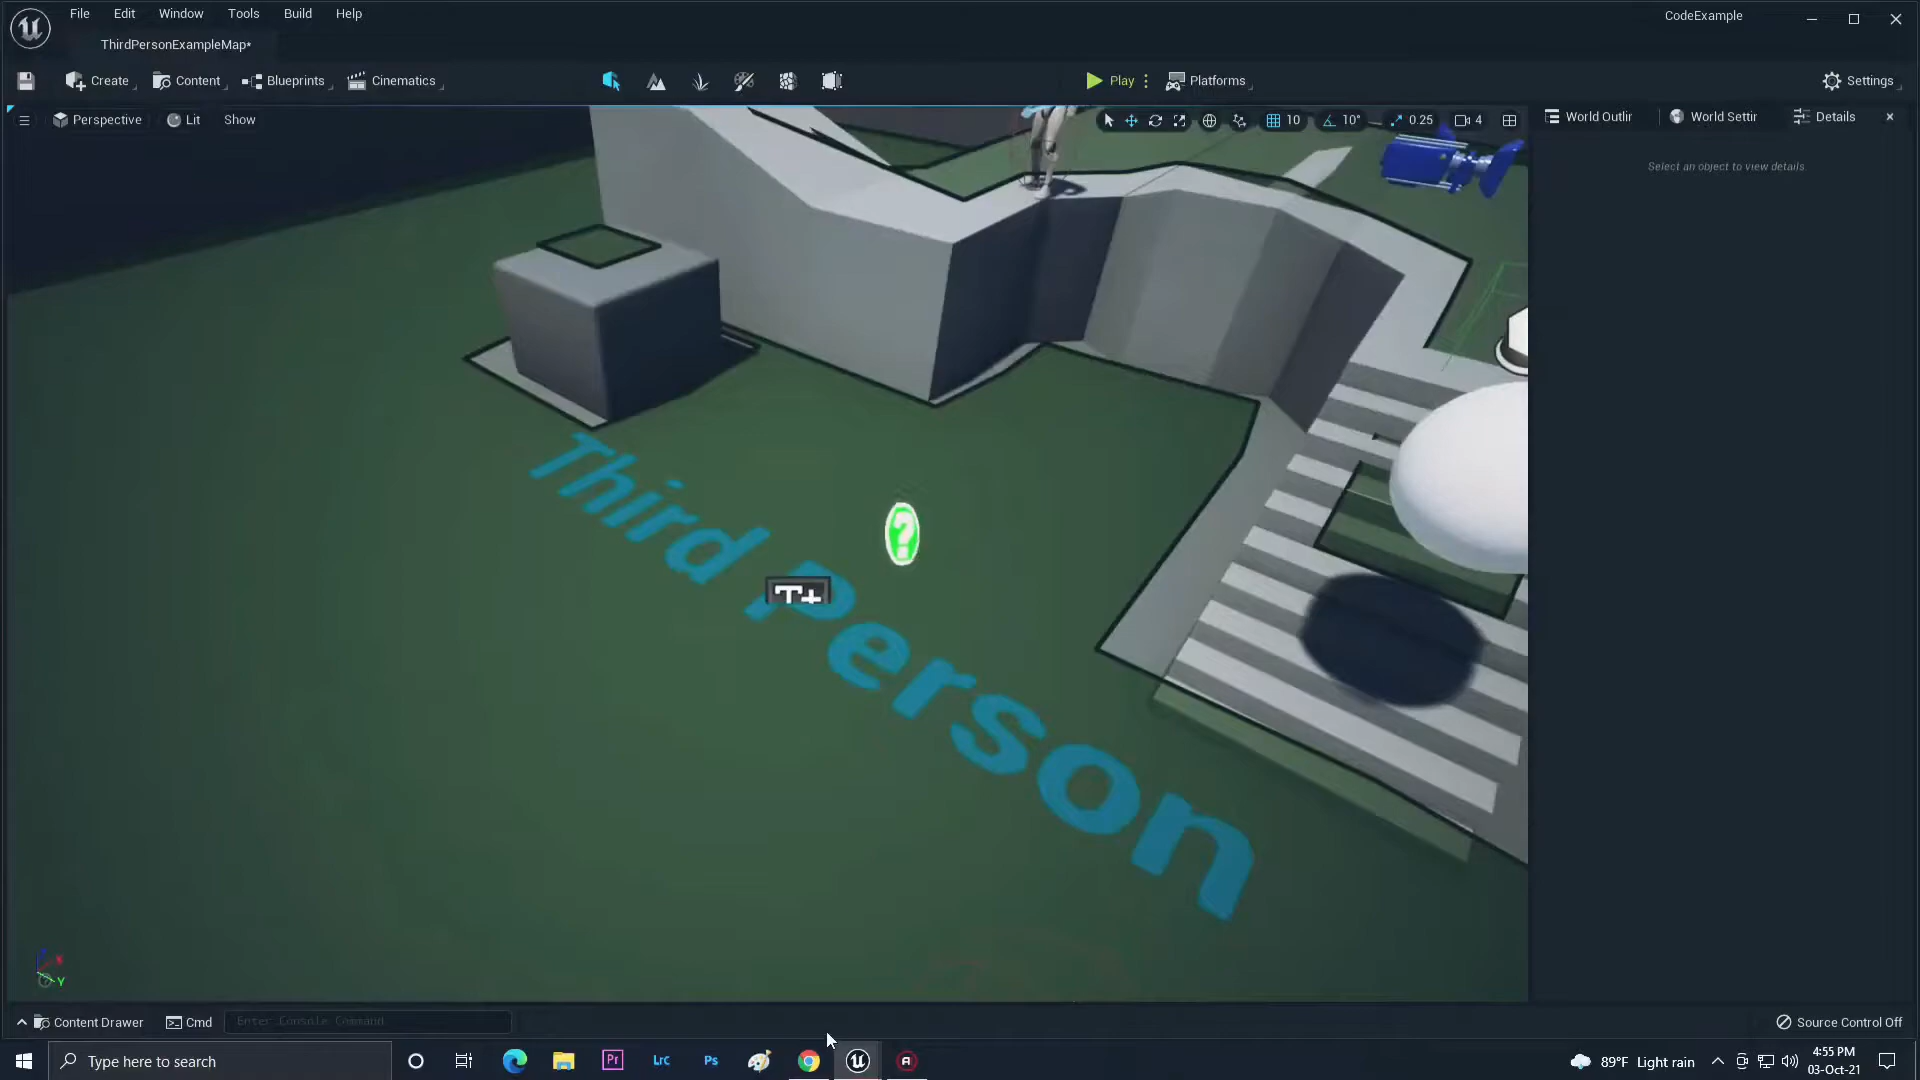 File Edit Window Tools Build Help
CodeExample
ThirdPersonExampleMap*
Create Content Blueprints Cinematics
Play Platforms
Settings
Perspective Lit Show
10 10° 0.25 4
World Outlir World Settir Details
Select an object to view details.
Third Person
?
T+
Y
Content Drawer Cmd Enter Console Command
Source Control Off
Type here to search
Pr LrC Ps
89°F Light rain
4:55 PM
03-Oct-21